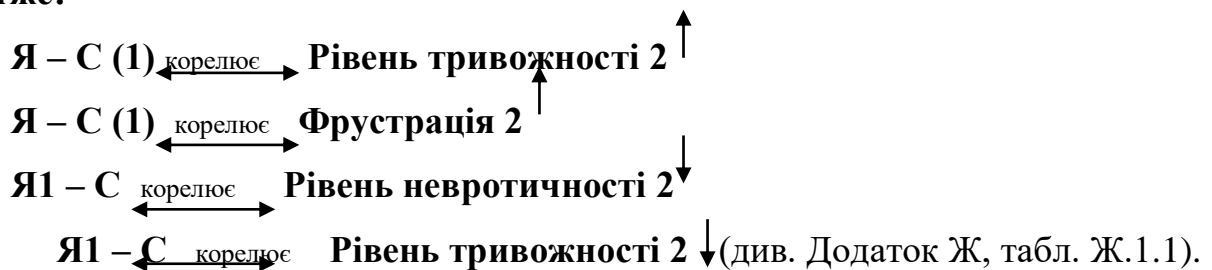 Я – С (1) корелює Рівень тривожності 2
Я – С (1) корелює Фрустрація 2
Я1 – С корелює Рівень невротичності 2
Я1 – С корелює Рівень тривожності 2 (див. Додаток Ж, табл. Ж.1.1).